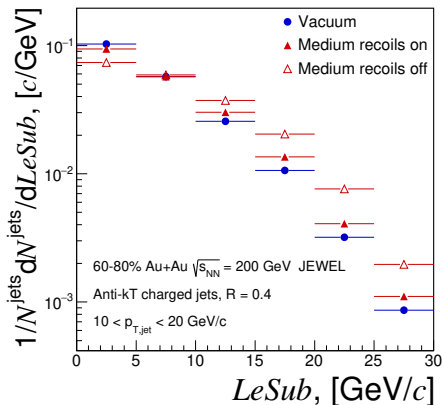 1/N^jets dN^jets/dLeSub, [c/GeV]
10⁻¹
10⁻²
10⁻³
Vacuum
Medium recoils on
Medium recoils off
60-80% Au+Au √s_NN = 200 GeV JEWEL
Anti-kT charged jets, R = 0.4
10 < p_T,jet < 20 GeV/c
0 5 10 15 20 25 30
LeSub, [GeV/c]